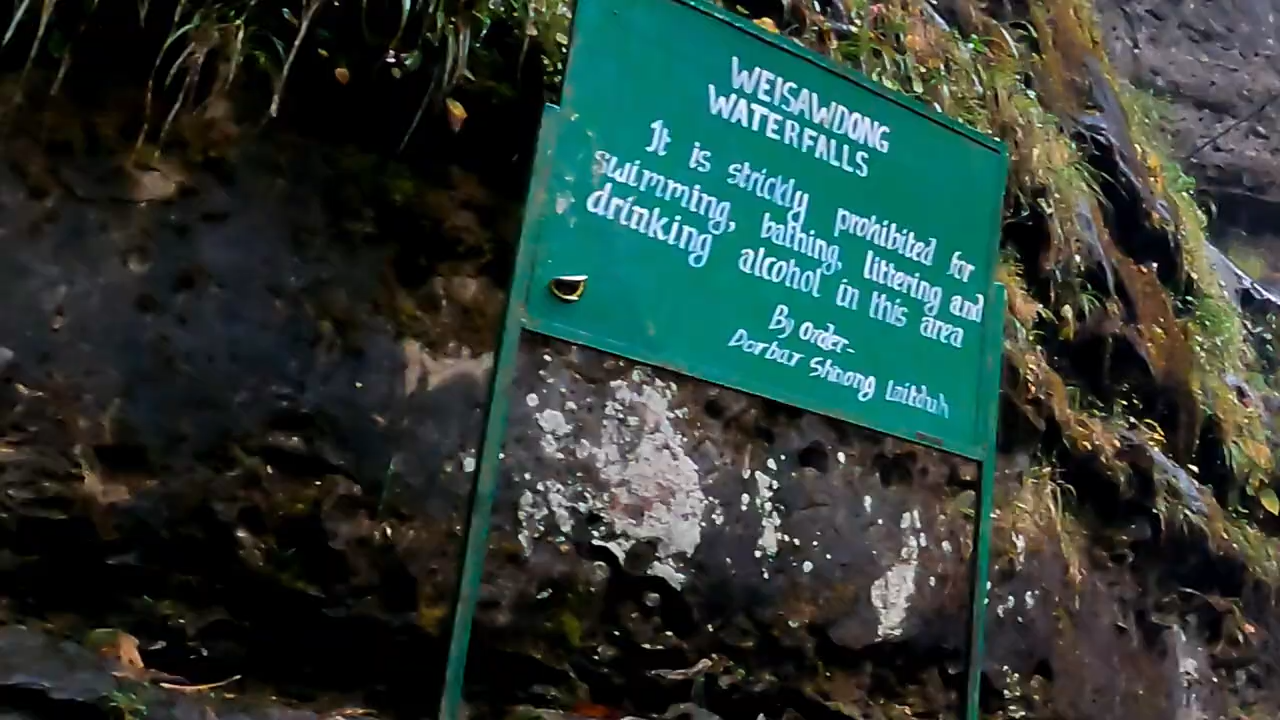 WEISAWDONG
WATERFALLS
It is strickly prohibited for
swimming, bathing, littering and
drinking alcohol in this area
By order-
Dorbar Shnong Laitduh